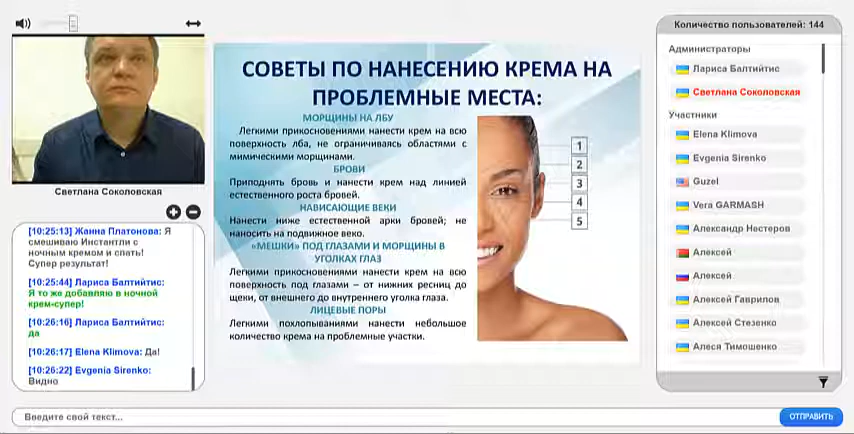 Светлана Соколовская
[10:25:13] Жанна Платонова: Я
смешиваю Инстантли с
ночным кремом и спать!
Супер результат!
[10:25:44] Лариса Балтийтис:
Я то же добавляю в ночной
крем-супер!
[10:26:16] Лариса Балтийтис:
да
[10:26:17] Elena Klimova: Да!
[10:26:22] Evgenia Sirenko:
Видно
СОВЕТЫ ПО НАНЕСЕНИЮ КРЕМА НА
ПРОБЛЕМНЫЕ МЕСТА:
МОРЩИНЫ НА ЛБУ
Легкими прикосновениями нанести крем на всю
поверхность лба, не ограничиваясь областями с
мимическими морщинами.
БРОВИ
Приподнять бровь и нанести крем над линией
естественного роста бровей.
НАВИСАЮЩИЕ ВЕКИ
Нанести ниже естественной арки бровей; не
наносить на подвижное веко.
«МЕШКИ» ПОД ГЛАЗАМИ И МОРЩИНЫ В
УГОЛКАХ ГЛАЗ
Легкими прикосновениями нанести крем на всю
поверхность под глазами – от нижних ресниц до
щеки, от внешнего до внутреннего уголка глаза.
ЛИЦЕВЫЕ ПОРЫ
Легкими похлопываниями нанести небольшое
количество крема на проблемные участки.
1
2
3
4
5
Количество пользователей: 144
Администраторы
Лариса Балтийтис
Светлана Соколовская
Участники
Elena Klimova
Evgenia Sirenko
Guzel
Vera GARMASH
Александр Нестеров
Алексей
Алексей
Алексей Гаврилов
Алексей Стезенко
Алеся Тимошенко
Введите свой текст...
ОТПРАВИТЬ